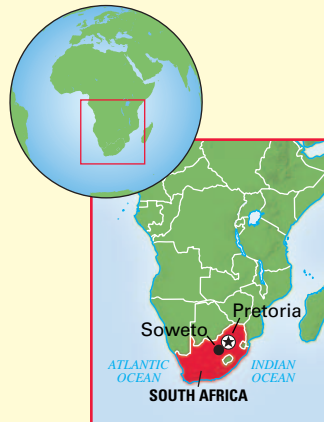 Pretoria
Soweto
ATLANTIC
OCEAN
INDIAN
OCEAN
SOUTH AFRICA